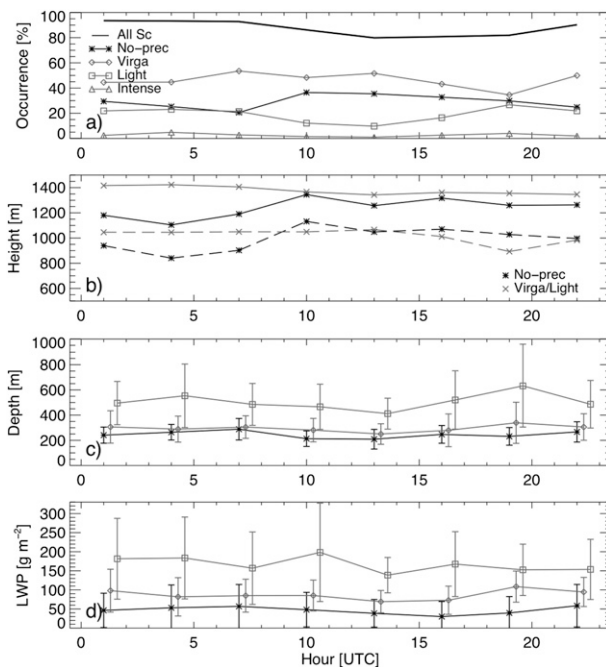 100
80
60
40
20
0
Occurrence [%]
All Sc
No-prec
Virga
Light
Intense
a)
0 5 10 15 20
1400
1200
1000
800
600
Height [m]
b)
No-prec
Virga/Light
0 5 10 15 20
1000
800
600
400
200
0
Depth [m]
c)
0 5 10 15 20
300
250
200
150
100
50
0
LWP [g m⁻²]
d)
0 5 10 15 20
Hour [UTC]